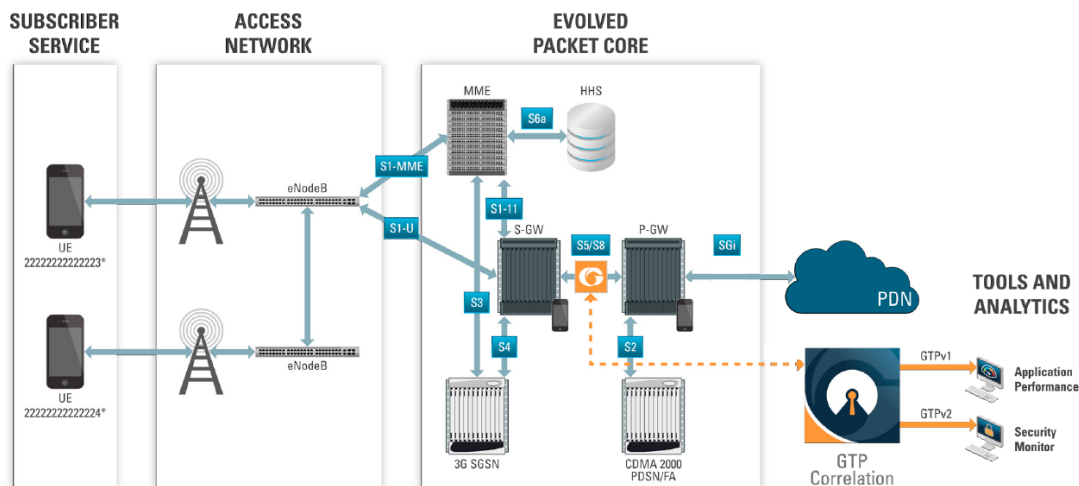 SUBSCRIBER
SERVICE
ACCESS
NETWORK
EVOLVED
PACKET CORE
MME
HHS
S6a
S1-MME
eNodeB
S1-11
S1-U
S-GW
P-GW
S5/S8
SGi
G
UE
22222222222223*
PDN
TOOLS AND
ANALYTICS
S3
S4
S2
eNodeB
GTPv1
Application
Performance
UE
22222222222224*
GTPv2
Security
Monitor
3G SGSN
CDMA 2000
PDSN/FA
GTP
Correlation